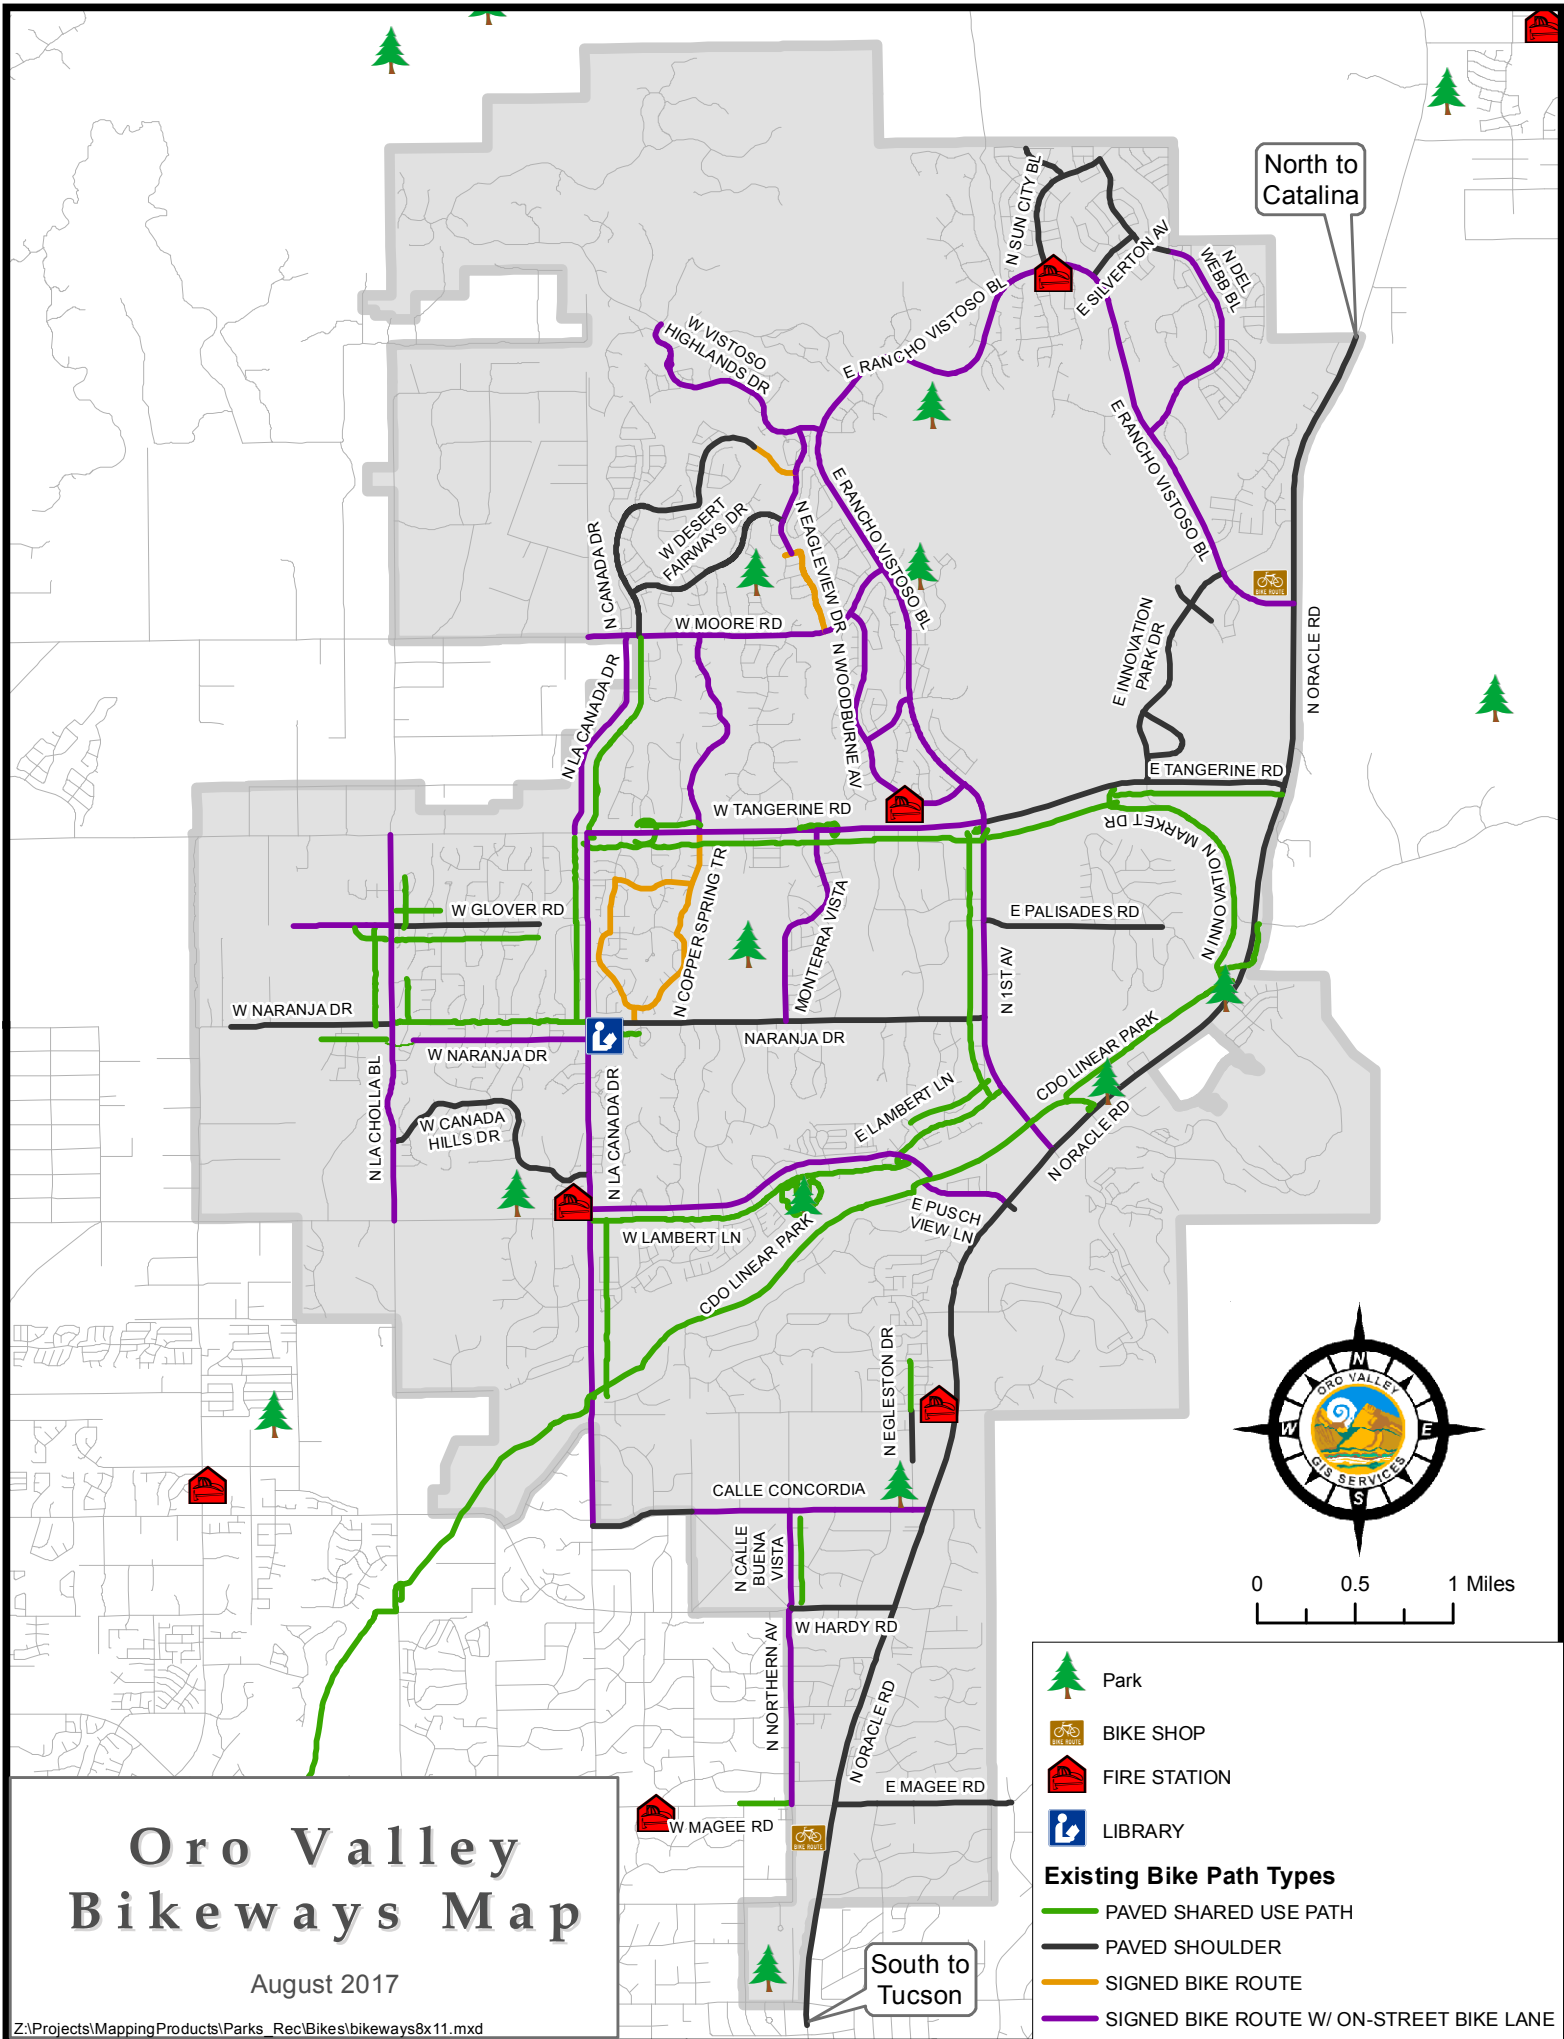 North to
Catalina
N SUN CITY BL
E SILVERTON AV
N DEL
WEBB BL
E RANCHO VISTOSO BL
W VISTOSO
HIGHLANDS DR
E RANCHO VISTOSO BL
E RANCHO VISTOSO BL
N EAGLEVIEW DR
W DESERT
FAIRWAYS DR
N CANADA DR
BIKE ROUTE
W MOORE RD
N WOODBURNE AV
E INNOVATION
PARK DR
N ORACLE RD
N LA CANADA DR
E TANGERINE RD
W TANGERINE RD
N INNOVATION MARKET DR
N COPPER SPRING TR
MONTERRA VISTA
W GLOVER RD
E PALISADES RD
N 1ST AV
W NARANJA DR
NARANJA DR
W NARANJA DR
CDO LINEAR PARK
N LA CHOLLA BL
W CANADA
HILLS DR
N LA CANADA DR
E LAMBERT LN
N ORACLE RD
W LAMBERT LN
E PUSCH
VIEW LN
CDO LINEAR PARK
N EGLESTON DR
N
ORO VALLEY
W
E
GIS SERVICES
S
CALLE CONCORDIA
N CALLE
BUENA
VISTA
0 0.5 1 Miles
W HARDY RD
N NORTHERN AV
N ORACLE RD
E MAGEE RD
W MAGEE RD
BIKE ROUTE
South to
Tucson
Park
BIKE ROUTE
BIKE SHOP
FIRE STATION
LIBRARY
Existing Bike Path Types
PAVED SHARED USE PATH
PAVED SHOULDER
SIGNED BIKE ROUTE
SIGNED BIKE ROUTE W/ ON-STREET BIKE LANE
Oro Valley
Bikeways Map
August 2017
Z:\Projects\MappingProducts\Parks_Rec\Bikes\bikeways8x11.mxd